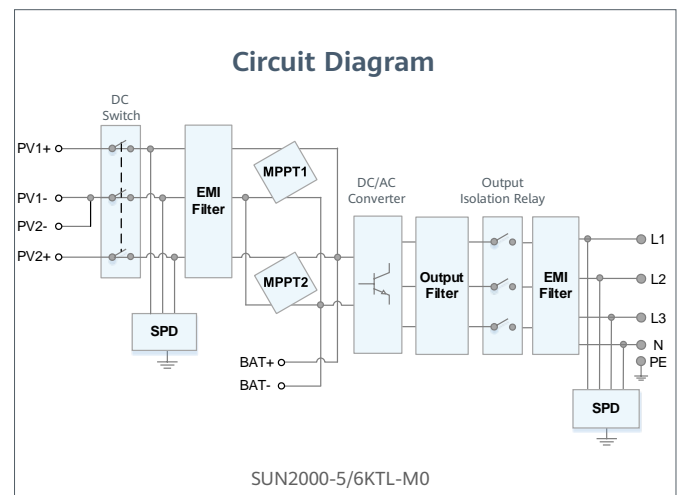 Circuit Diagram
DC
Switch
PV1+
PV1-
PV2-
PV2+
EMI
Filter
MPPT1
MPPT2
SPD
BAT+
BAT-
DC/AC
Converter
Output
Filter
Output
Isolation Relay
EMI
Filter
L1
L2
L3
N
PE
SPD
SUN2000-5/6KTL-M0